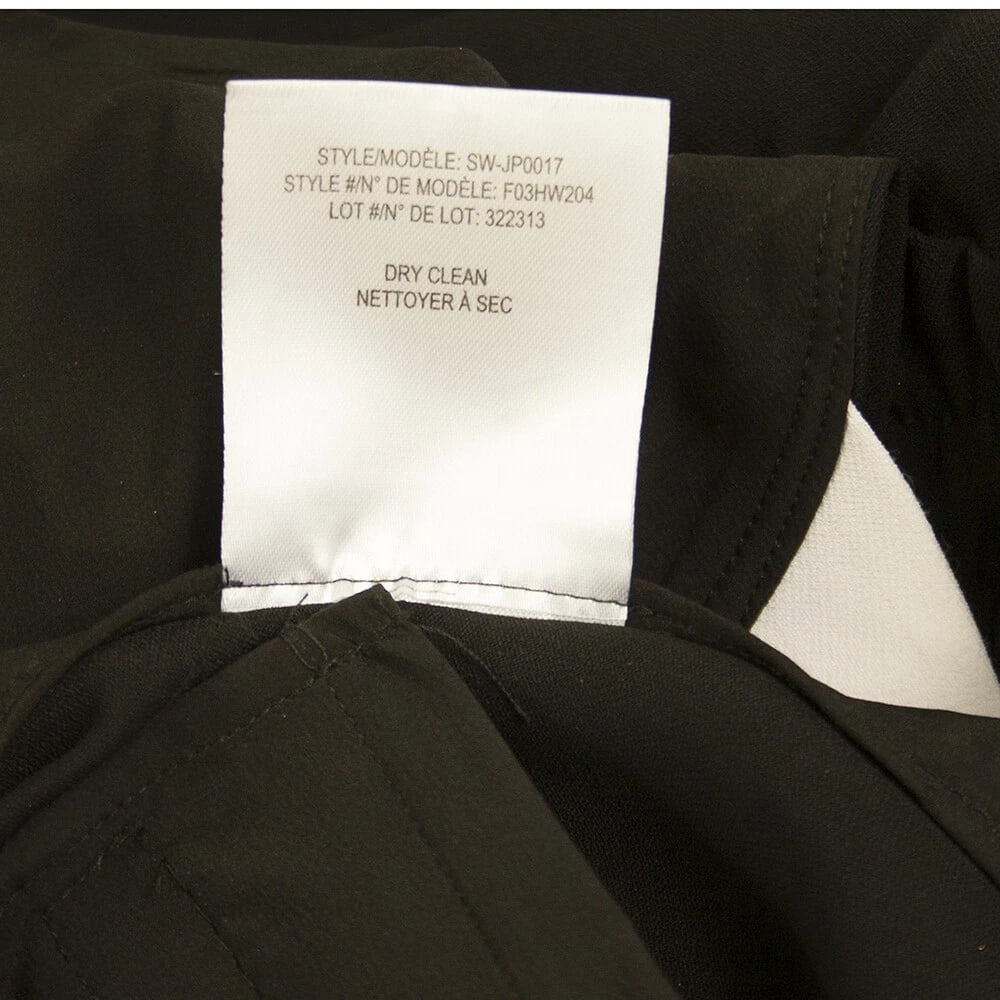 STYLE/MODÈLE: SW-JP0017
STYLE #/N° DE MODÈLE: F03HW204
LOT #/N° DE LOT: 322313
DRY CLEAN
NETTOYER À SEC